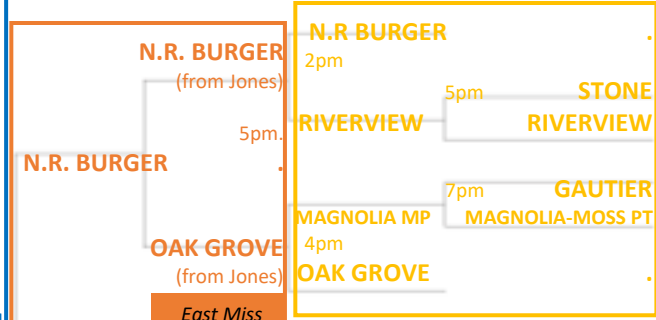 N.R. BURGER
(from Jones)
5pm.
N.R. BURGER .
OAK GROVE
(from Jones)
East Miss
N.R BURGER .
2pm
5pm STONE
RIVERVIEW RIVERVIEW
7pm GAUTIER
MAGNOLIA MP MAGNOLIA-MOSS PT
4pm
OAK GROVE .